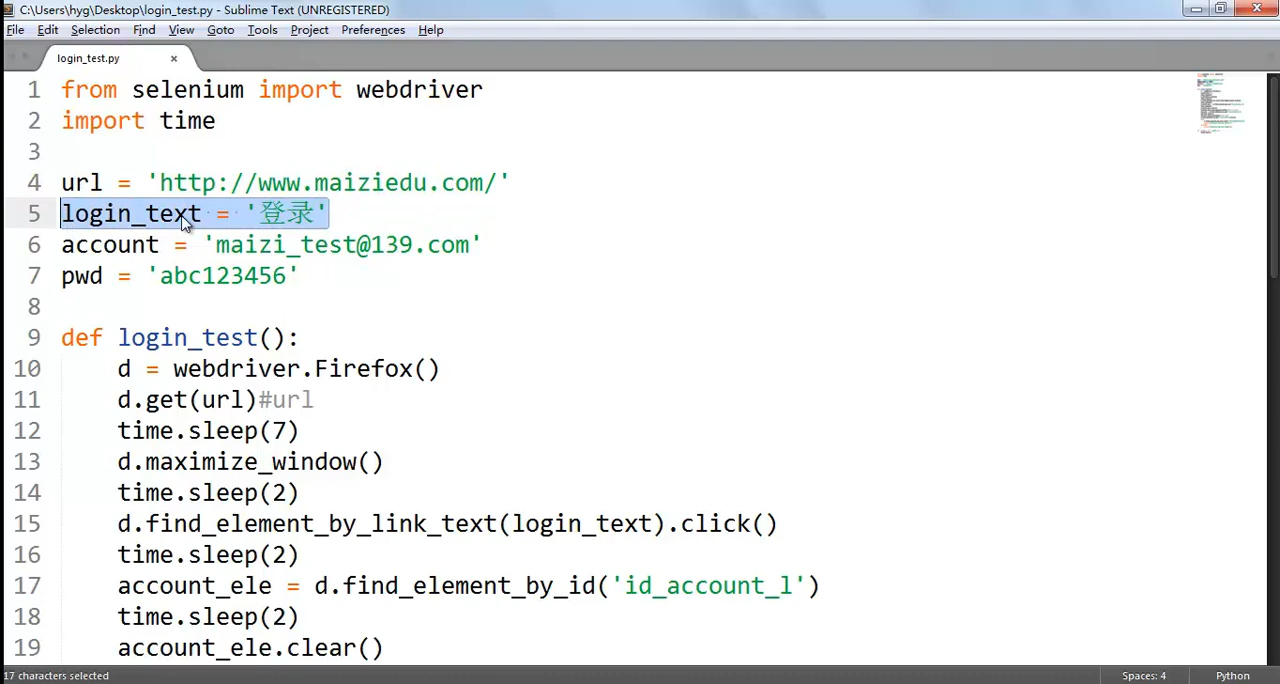 C:\Users\hyg\Desktop\login_test.py - Sublime Text (UNREGISTERED)
File Edit Selection Find View Goto Tools Project Preferences Help
login_test.py ×
1 from selenium import webdriver
2 import time
3
4 url = 'http://www.maiziedu.com/'
5 login_text = '登录'
6 account = 'maizi_test@139.com'
7 pwd = 'abc123456'
8
9 def login_test():
10     d = webdriver.Firefox()
11     d.get(url)#url
12     time.sleep(7)
13     d.maximize_window()
14     time.sleep(2)
15     d.find_element_by_link_text(login_text).click()
16     time.sleep(2)
17     account_ele = d.find_element_by_id('id_account_l')
18     time.sleep(2)
19     account_ele.clear()
17 characters selected Spaces: 4 Python